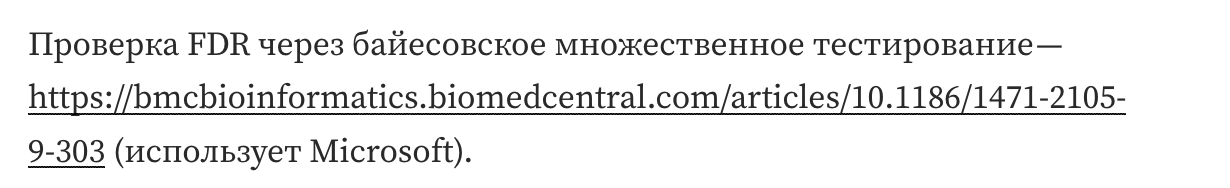 Проверка FDR через байесовское множественное тестирование—
https://bmcbioinformatics.biomedcentral.com/articles/10.1186/1471-2105-
9-303 (использует Microsoft).